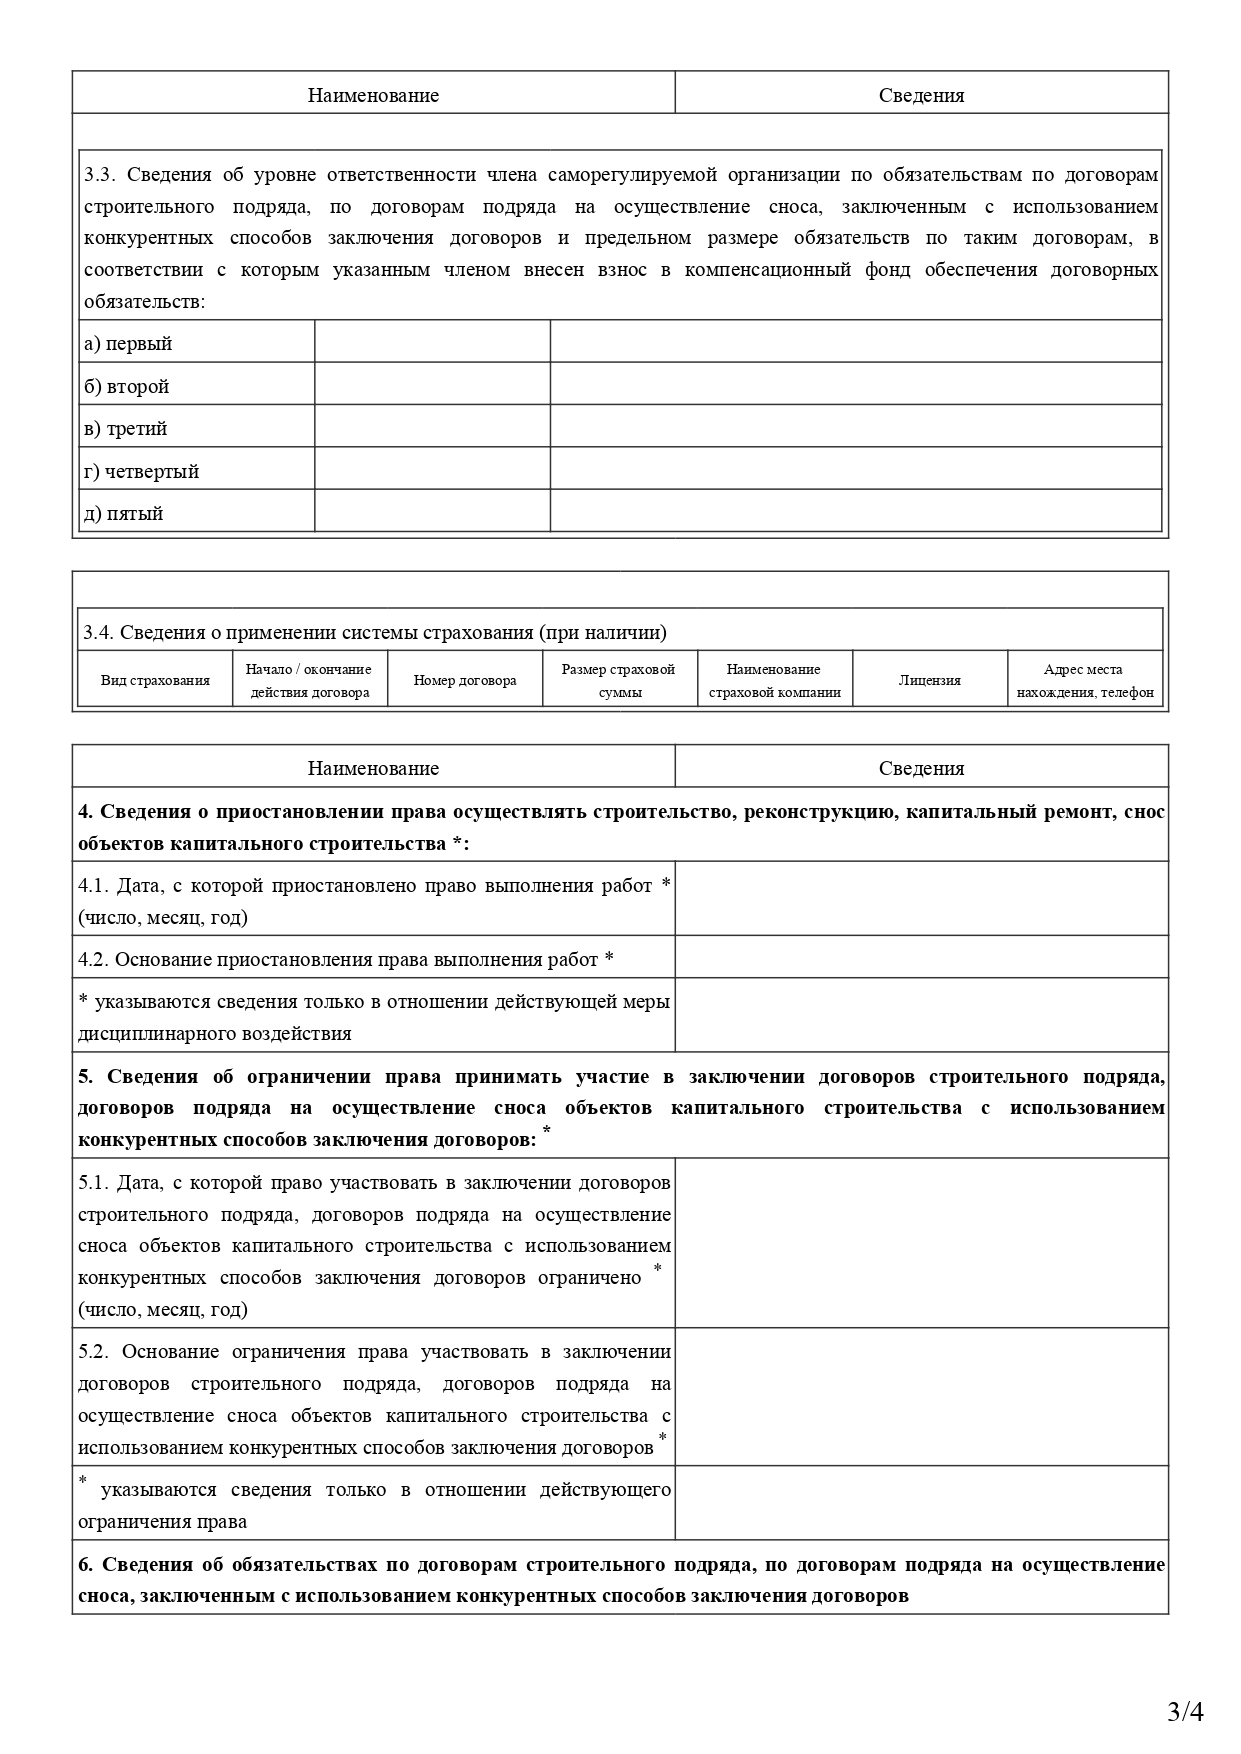 Наименование
Сведения
3.3. Сведения об уровне ответственности члена саморегулируемой организации по обязательствам по договорам
строительного подряда, по договорам подряда на осуществление сноса, заключенным с использованием
конкурентных способов заключения договоров и предельном размере обязательств по таким договорам, в
соответствии с которым указанным членом внесен взнос в компенсационный фонд обеспечения договорных
обязательств:
а) первый
б) второй
в) третий
г) четвертый
д) пятый
3.4. Сведения о применении системы страхования (при наличии)
Вид страхования
Начало / окончание
действия договора
Номер договора
Размер страховой
суммы
Наименование
страховой компании
Лицензия
Адрес места
нахождения, телефон
Наименование
Сведения
4. Сведения о приостановлении права осуществлять строительство, реконструкцию, капитальный ремонт, снос
объектов капитального строительства *:
4.1. Дата, с которой приостановлено право выполнения работ *
(число, месяц, год)
4.2. Основание приостановления права выполнения работ *
* указываются сведения только в отношении действующей меры
дисциплинарного воздействия
5. Сведения об ограничении права принимать участие в заключении договоров строительного подряда,
договоров подряда на осуществление сноса объектов капитального строительства с использованием
конкурентных способов заключения договоров: *
5.1. Дата, с которой право участвовать в заключении договоров
строительного подряда, договоров подряда на осуществление
сноса объектов капитального строительства с использованием
конкурентных способов заключения договоров ограничено *
(число, месяц, год)
5.2. Основание ограничения права участвовать в заключении
договоров строительного подряда, договоров подряда на
осуществление сноса объектов капитального строительства с
использованием конкурентных способов заключения договоров *
* указываются сведения только в отношении действующего
ограничения права
6. Сведения об обязательствах по договорам строительного подряда, по договорам подряда на осуществление
сноса, заключенным с использованием конкурентных способов заключения договоров
3/4